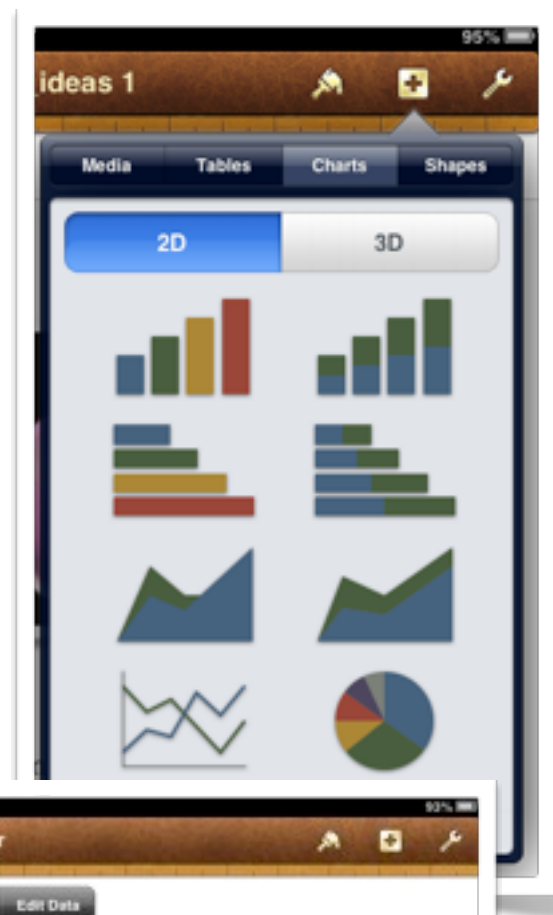 95%
ideas 1
Media Tables Charts Shapes
2D 3D
93%
r
Edit Data